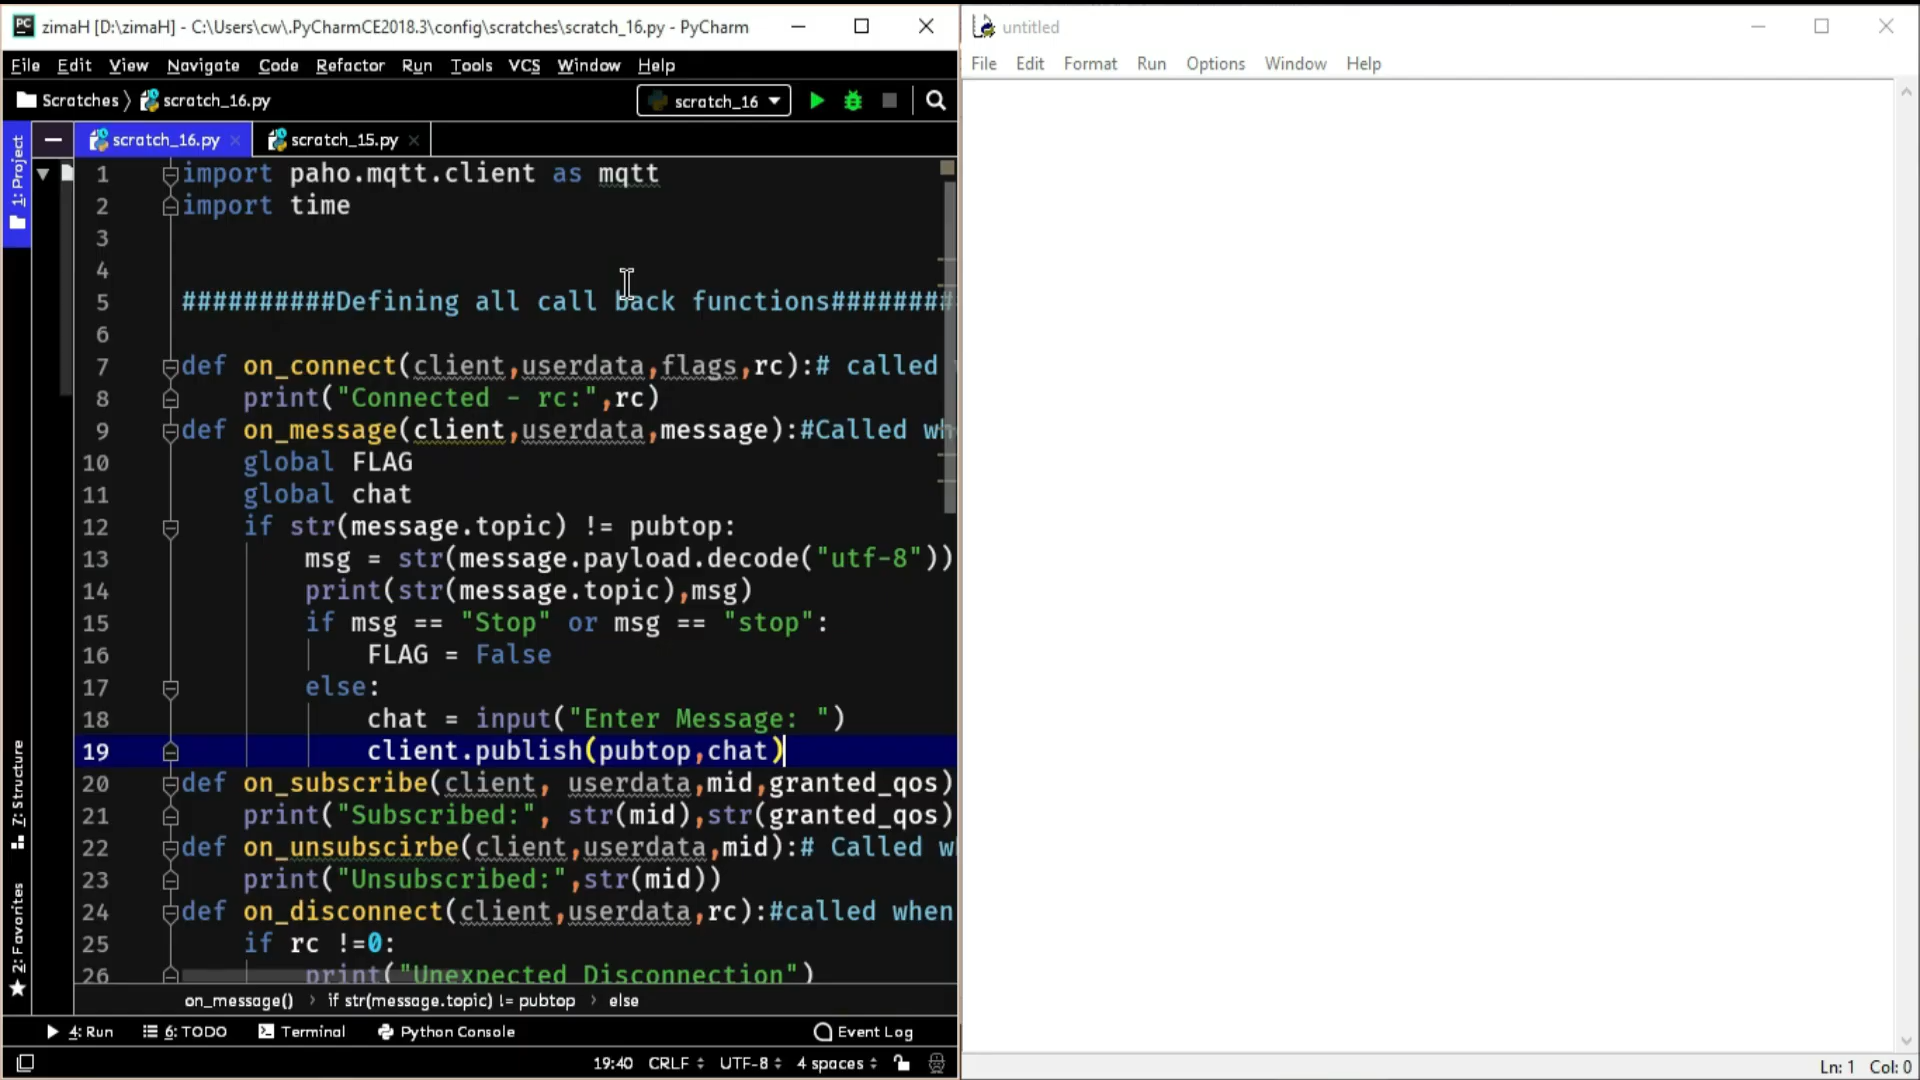 zimaH [D:\zimaH] - C:\Users\cw\.PyCharmCE2018.3\config\scratches\scratch_16.py - PyCharm
File Edit View Navigate Code Refactor Run Tools VCS Window Help
Scratches scratch_16.py scratch_16
scratch_16.py scratch_15.py
1: Project
7: Structure
2: Favorites
1 import paho.mqtt.client as mqtt
2 import time
3
4
5 ##########Defining all call back functions########
6
7 def on_connect(client,userdata,flags,rc):# called
8 print("Connected - rc:",rc)
9 def on_message(client,userdata,message):#Called wh
10 global FLAG
11 global chat
12 if str(message.topic) != pubtop:
13 msg = str(message.payload.decode("utf-8"))
14 print(str(message.topic),msg)
15 if msg == "Stop" or msg == "stop":
16 FLAG = False
17 else:
18 chat = input("Enter Message: ")
19 client.publish(pubtop,chat)
20 def on_subscribe(client, userdata,mid,granted_qos)
21 print("Subscribed:", str(mid),str(granted_qos)
22 def on_unsubscirbe(client,userdata,mid):# Called w
23 print("Unsubscribed:",str(mid))
24 def on_disconnect(client,userdata,rc):#called when
25 if rc !=0:
26 print("Unexpected Disconnection")
on_message() > if str(message.topic) != pubtop > else
4: Run 6: TODO Terminal Python Console Event Log
19:40 CRLF UTF-8 4 spaces
untitled
File Edit Format Run Options Window Help
Ln: 1 Col: 0